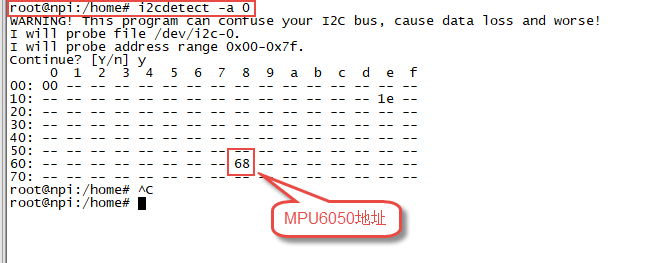 root@npi:/home# i2cdetect -a 0
WARNING! This program can confuse your I2C bus, cause data loss and worse!
I will probe file /dev/i2c-0.
I will probe address range 0x00-0x7f.
Continue? [Y/n] y
     0  1  2  3  4  5  6  7  8  9  a  b  c  d  e  f
00: 00 -- -- -- -- -- -- -- -- -- -- -- -- -- -- --
10: -- -- -- -- -- -- -- -- -- -- -- -- -- -- 1e --
20: -- -- -- -- -- -- -- -- -- -- -- -- -- -- -- --
30: -- -- -- -- -- -- -- -- -- -- -- -- -- -- -- --
40: -- -- -- -- -- -- -- -- -- -- -- -- -- -- -- --
50: -- -- -- -- -- -- -- -- -- -- -- -- -- -- -- --
60: -- -- -- -- -- -- -- -- 68 -- -- -- -- -- -- --
70: -- -- -- -- -- -- -- -- -- -- -- -- -- -- -- --
root@npi:/home# ^C
root@npi:/home#
MPU6050地址